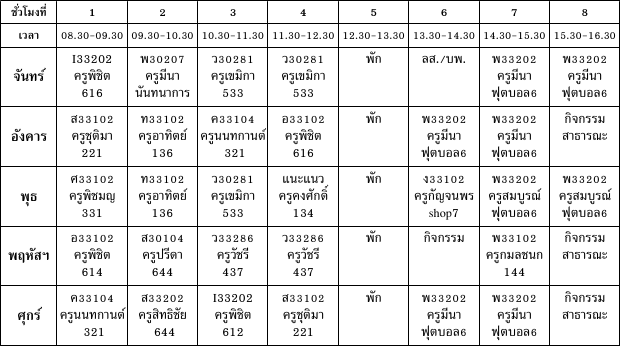 ชั่วโมงที่ 1 2 3 4 5 6 7 8
เวลา 08.30-09.30 09.30-10.30 10.30-11.30 11.30-12.30 12.30-13.30 13.30-14.30 14.30-15.30 15.30-16.30
จันทร์ I33202 พ30207 ว30281 ว30281 พัก ลส./บพ. พ33202 พ33202
ครูพิชิต ครูมีนา ครูเขมิกา ครูเขมิกา ครูมีนา ครูมีนา
616 นันทนาการ 533 533 ฟุตบอล6 ฟุตบอล6
อังคาร ส33102 ท33102 ค33104 อ33102 พัก พ33202 พ33202 กิจกรรม
ครูชุติมา ครูอาทิตย์ ครูนนทกานต์ ครูพิชิต ครูมีนา ครูมีนา สาธารณะ
221 136 321 616 ฟุตบอล6 ฟุตบอล6
พุธ ศ33102 ท33102 ว30281 แนะแนว พัก ง33102 พ33202 พ33202
ครูพิชมญ ครูอาทิตย์ ครูเขมิกา ครูคงศักดิ์ ครูกัญจนพร ครูสมบูรณ์ ครูสมบูรณ์
331 136 533 134 shop7 ฟุตบอล6 ฟุตบอล6
พฤหัสฯ อ33102 ส30104 ว33286 ว33286 พัก กิจกรรม พ33102 กิจกรรม
ครูพิชิต ครูปรีดา ครูวัชรี ครูวัชรี ครูกมลชนก สาธารณะ
614 644 437 437 144
ศุกร์ ค33104 ส33202 I33202 ส33102 พัก พ33202 พ33202 กิจกรรม
ครูนนทกานต์ ครูสิทธิชัย ครูพิชิต ครูชุติมา ครูมีนา ครูมีนา สาธารณะ
321 644 612 221 ฟุตบอล6 ฟุตบอล6